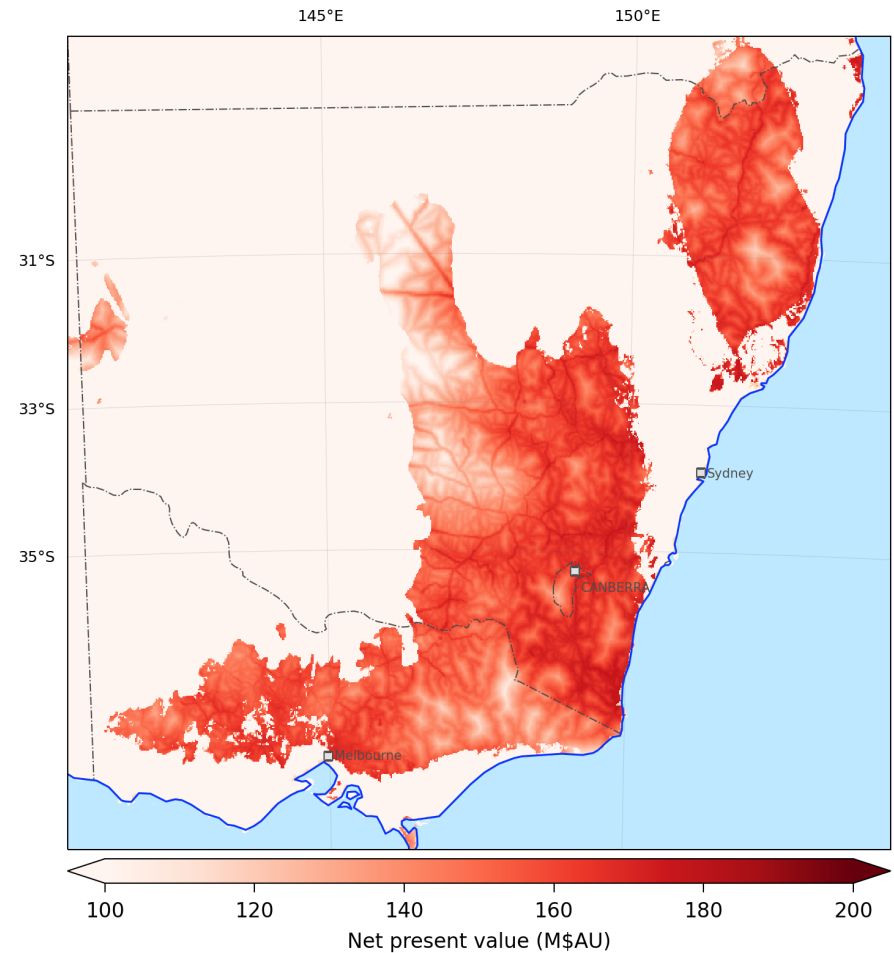 145°E 150°E
31°S
33°S
Sydney
35°S
CANBERRA
Melbourne
100 120 140 160 180 200
Net present value (M$AU)